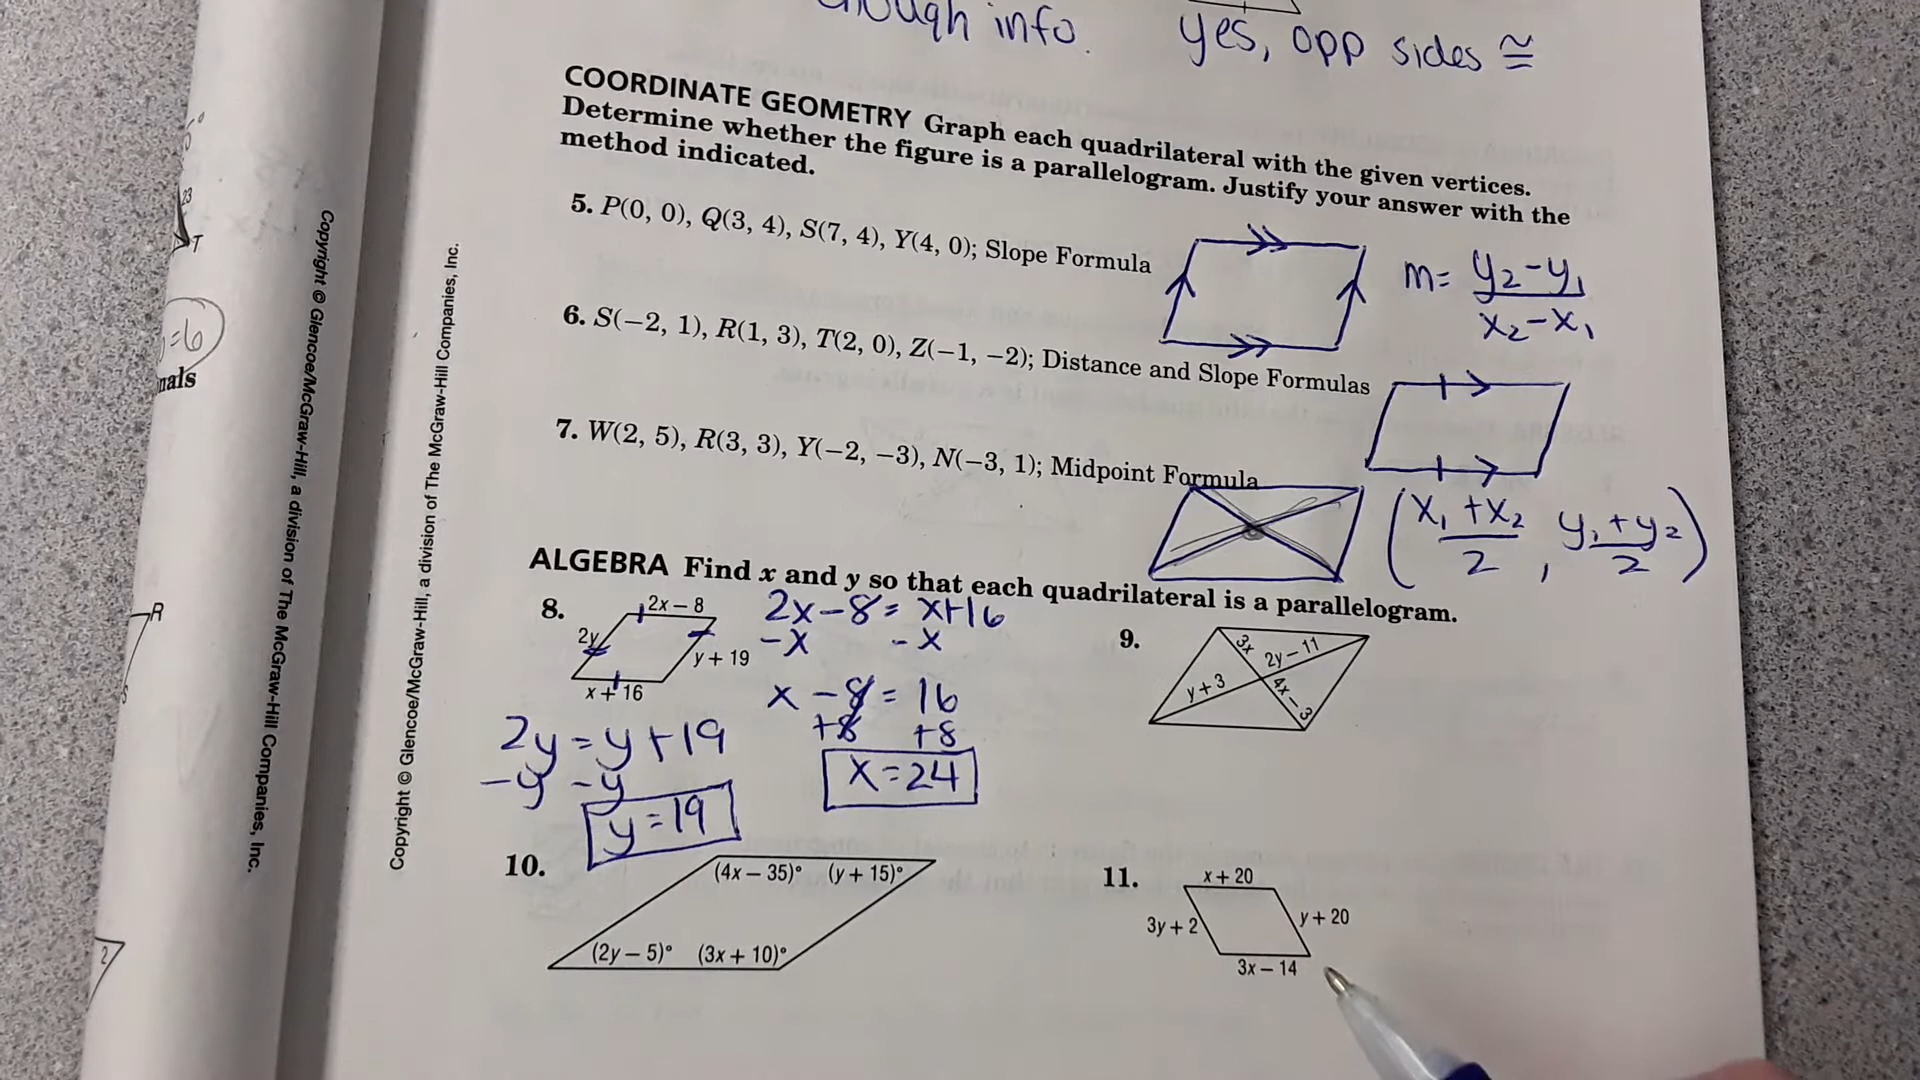 info. yes, opp sides ≅
COORDINATE GEOMETRY Graph each quadrilateral with the given vertices.
Determine whether the figure is a parallelogram. Justify your answer with the
method indicated.
5. P(0, 0), Q(3, 4), S(7, 4), Y(4, 0); Slope Formula
m = y₂ - y₁
x₂ - x₁
6. S(−2, 1), R(1, 3), T(2, 0), Z(−1, −2); Distance and Slope Formulas
7. W(2, 5), R(3, 3), Y(−2, −3), N(−3, 1); Midpoint Formula
(x₁ + x₂ / 2 , y₁ + y₂ / 2)
ALGEBRA Find x and y so that each quadrilateral is a parallelogram.
8.
2x − 8
2y
y + 19
x + 16
2x - 8 = x + 16
-x -x
x - 8 = 16
+8 +8
x = 24
2y = y + 19
-y -y
y = 19
9.
3x
2y − 11
y + 3
4x − 3
10.
(4x − 35)° (y + 15)°
(2y − 5)° (3x + 10)°
11.
x + 20
3y + 2
y + 20
3x − 14
Copyright © Glencoe/McGraw-Hill, a division of The McGraw-Hill Companies, Inc.
Copyright © Glencoe/McGraw-Hill, a division of The McGraw-Hill Companies, Inc.
23
T
=6
R
S
2